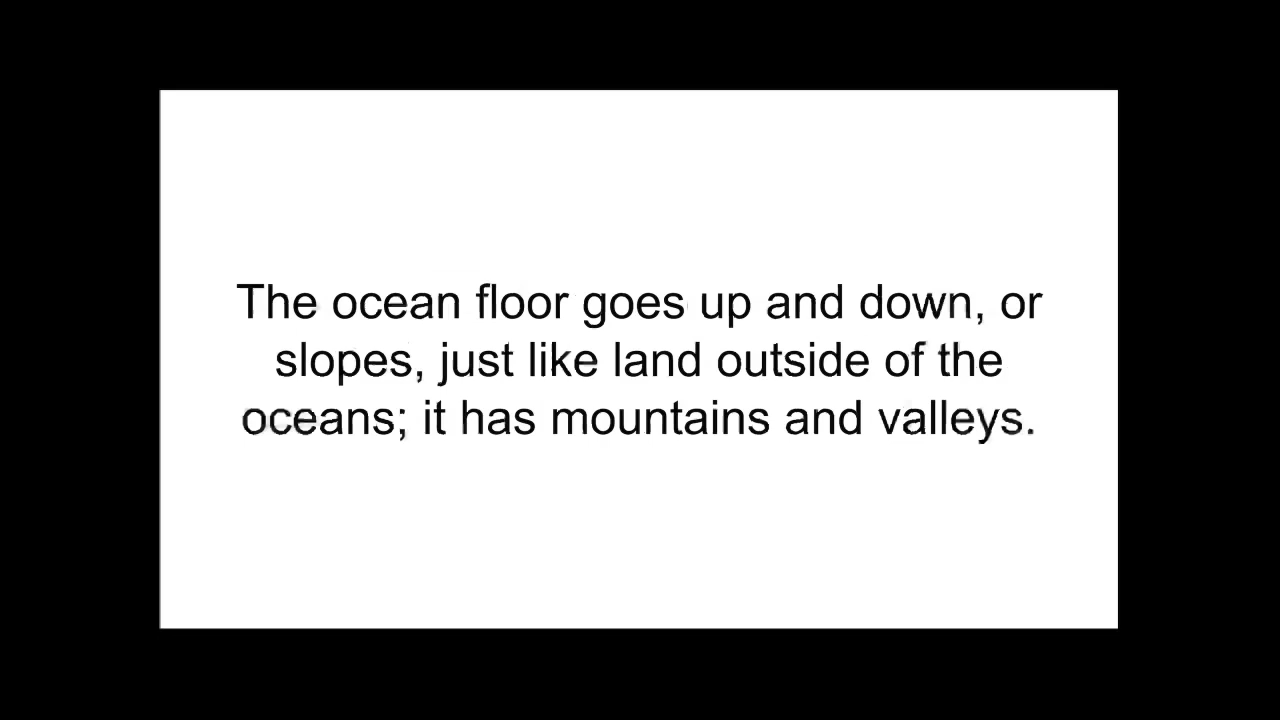 The ocean floor goes up and down, or
slopes, just like land outside of the
oceans; it has mountains and valleys.